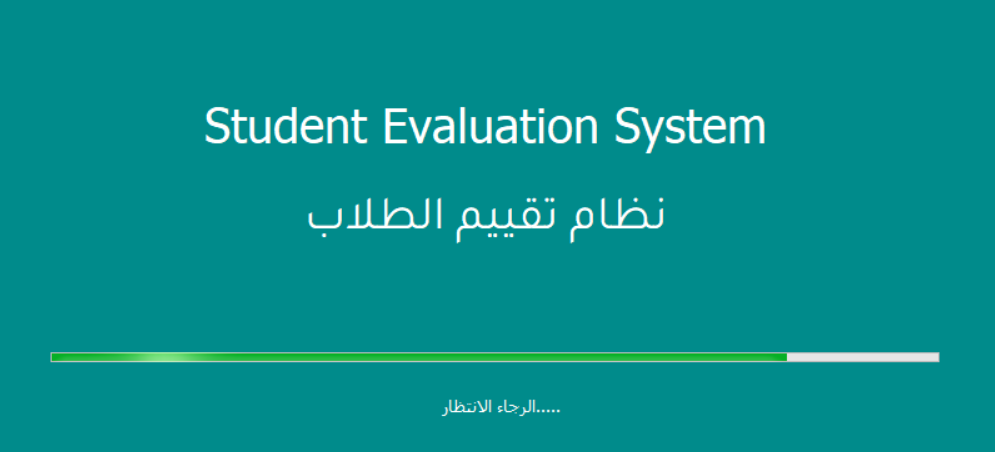 Student Evaluation System
نظام تقييم الطلاب
.....الرجاء الانتظار